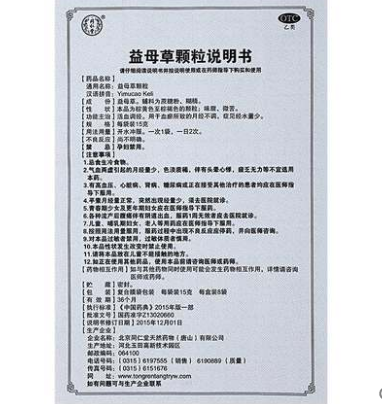 同仁堂
OTC
乙类
益母草颗粒说明书
请仔细阅读说明书并按说明使用或在药师指导下购买和使用
【药品名称】
通用名称：益母草颗粒
汉语拼音：Yimucao Keli
【成 份】益母草。辅料为蔗糖粉、糊精。
【性 状】本品为棕黄色至棕褐色的颗粒；味甜、微苦。
【功能主治】活血调经。用于血瘀所致的月经不调，症见经水量少。
【规 格】每袋装15克
【用法用量】开水冲服。一次1袋，一日2次。
【不良反应】尚不明确。
【禁 忌】孕妇禁用。
【注意事项】
1.忌食生冷食物。
2.气血两虚引起的月经量少，色淡质稀，伴有头晕心悸，疲乏无力等不宜选用
本药。
3.有高血压、心脏病、肾病、糖尿病或正在接受其他治疗的患者均应在医师指
导下服用。
4.平素月经量正常，突然出现经量少，须去医院就诊。
5.青春期少女及更年期妇女应在医师指导下服用。
6.各种流产后腹痛伴有阴道出血，服药1周无效者应去医院就诊。
7.儿童、哺乳期妇女、老人等用药应在医师指导下服用。
8.按照用法用量服用，服药过程中出现不良反应应停药，并向医师咨询。
9.对本品过敏者禁用，过敏体质者慎用。
10.本品性状发生改变时禁止使用。
11.请将本品放在儿童不能接触的地方。
12.如正在使用其他药品，使用本品前请咨询医师或药师。
【药物相互作用】如与其他药物同时使用可能会发生药物相互作用，详情请咨询
医师或药师。
【贮 藏】密封。
【包 装】复合膜袋包装 每袋装15克 每盒装8袋
【有 效 期】36个月
【执行标准】《中国药典》2015年版一部
【批准文号】国药准字Z13020660
【说明书修订日期】2015年12月01日
【生产企业】
企业名称：北京同仁堂天然药物（唐山）有限公司
生产地址：河北玉田高新技术园区
邮政编码：064100
电话号码：（0315）6197555（销售） 6190889（质量）
传真号码：（0315）6151676
网 址：www.tongrentangtryw.com
如有问题可与生产企业联系